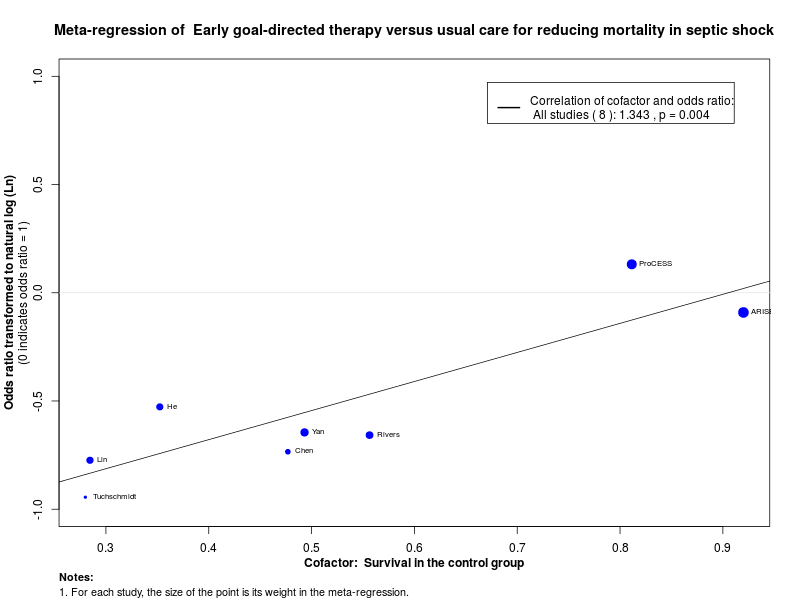 Meta-regression of  Early goal-directed therapy versus usual care for reducing mortality in septic shock
Correlation of cofactor and odds ratio:
All studies ( 8 ): 1.343 , p = 0.004
Odds ratio transformed to natural log (Ln)
(0 indicates odds ratio = 1)
1.0
0.5
0.0
-0.5
-1.0
ProCESS
ARISE
He
Yan
Rivers
Chen
Lin
Tuchschmidt
0.3
0.4
0.5
0.6
0.7
0.8
0.9
Cofactor:  Survival in the control group
Notes:
1. For each study, the size of the point is its weight in the meta-regression.